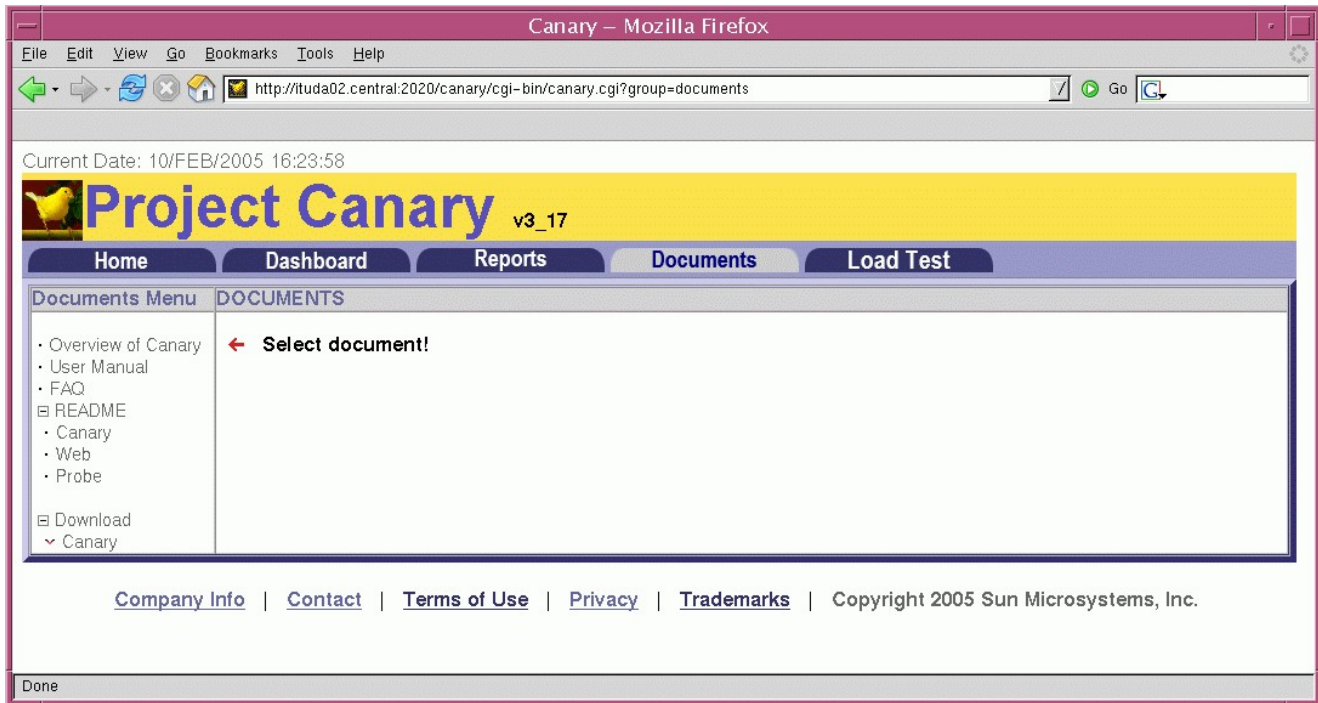 Canary – Mozilla Firefox
File Edit View Go Bookmarks Tools Help
http://ituda02.central:2020/canary/cgi-bin/canary.cgi?group=documents Go G
Current Date: 10/FEB/2005 16:23:58
Project Canary v3_17
Home Dashboard Reports Documents Load Test
Documents Menu DOCUMENTS
· Overview of Canary ← Select document!
· User Manual
· FAQ
⊟ README
· Canary
· Web
· Probe
⊟ Download
Canary
Company Info | Contact | Terms of Use | Privacy | Trademarks | Copyright 2005 Sun Microsystems, Inc.
Done